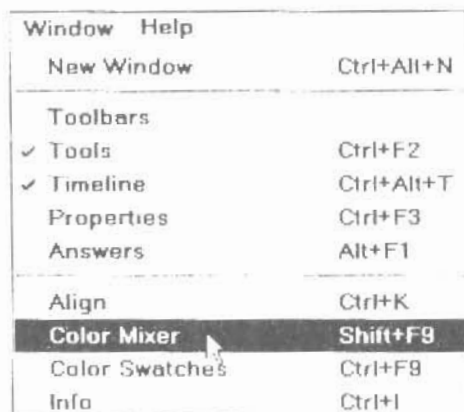 Window Help
New Window Ctrl+Alt+N
Toolbars
✓ Tools Ctrl+F2
✓ Timeline Ctrl+Alt+T
Properties Ctrl+F3
Answers Alt+F1
Align Ctrl+K
Color Mixer Shift+F9
Color Swatches Ctrl+F9
Info Ctrl+I